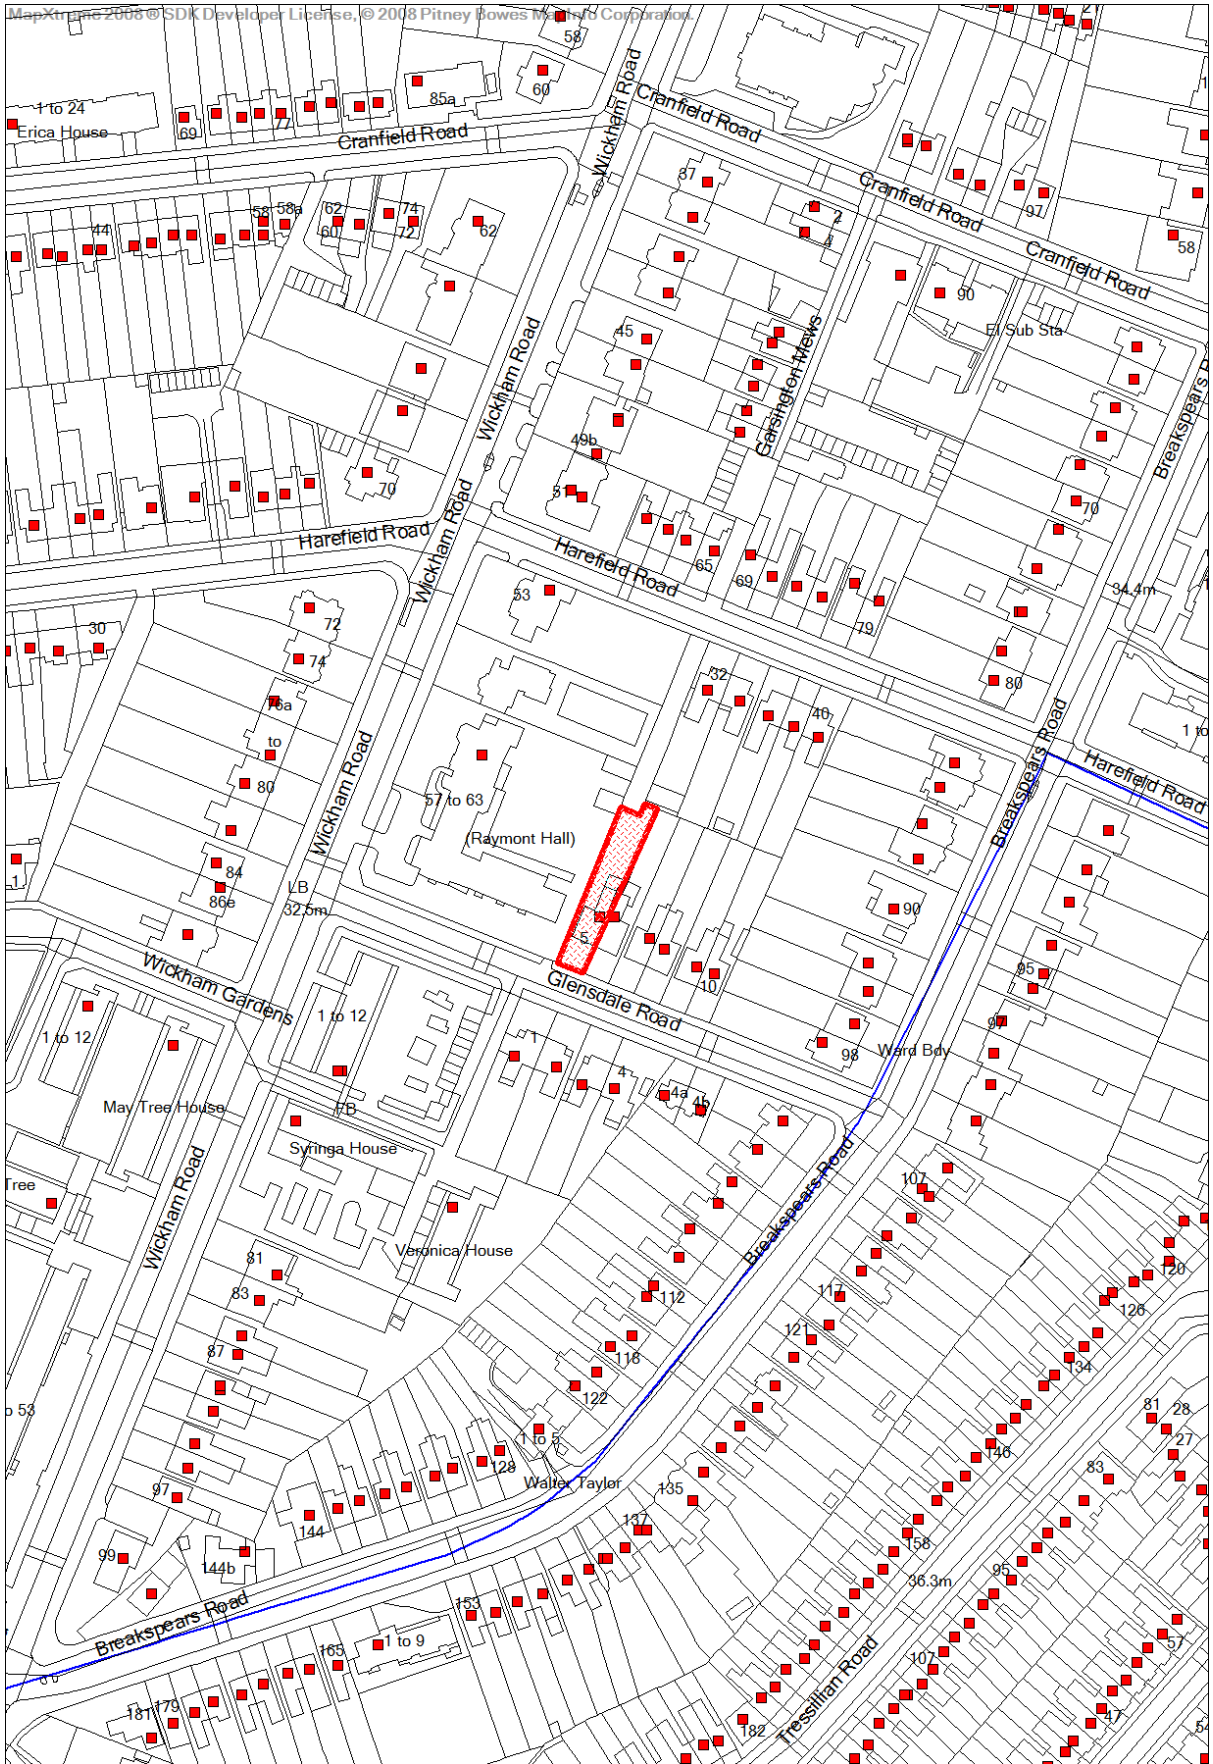 MapXtreme 2008 ® SDK Developer License, © 2008 Pitney Bowes MapInfo Corporation.
58
21
60
85a
1 to 24
Erica House
69
77
Cranfield Road
Wickham Road
Cranfield Road
37
Cranfield Road
97
2
4
58
58a
62
60
74
72
62
44
58
Cranfield Road
90
El Sub Sta
45
Wickham Road
Garsington Mews
Breakspears R
49b
51
70
70
Harefield Road
Wickham Road
Harefield Road
65
69
79
34.4m
53
72
74
30
32
80
40
76a
to
80
Wickham Road
57 to 63
(Raymont Hall)
Breakspears Road
Harefield Road
1 to
1
84
86e
LB
32.5m
90
5
10
95
Wickham Gardens
Glensdale Road
97
1 to 12
1 to 12
1
98
Ward Bdy
4
4a
4b
May Tree House
FB
Syringa House
Tree
Wickham Road
Veronica House
Breakspears Road
107
81
83
112
117
120
126
87
118
121
134
122
o 53
1 to 5
81
28
27
146
128
Walter Taylor
135
83
97
144
137
158
99
144b
36.3m
95
Breakspears Road
153
1 to 9
165
107
57
Tressillian Road
181
179
182
47
54